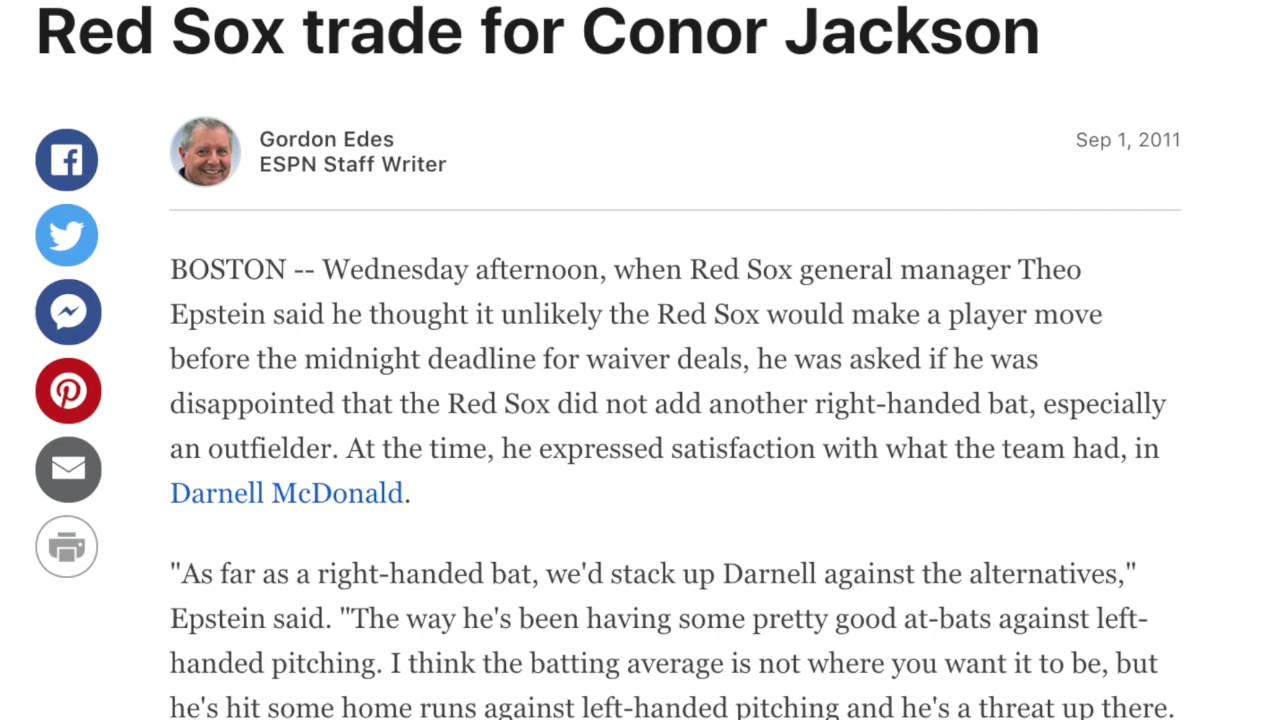 Red Sox trade for Conor Jackson
Gordon Edes
ESPN Staff Writer
Sep 1, 2011
BOSTON -- Wednesday afternoon, when Red Sox general manager Theo
Epstein said he thought it unlikely the Red Sox would make a player move
before the midnight deadline for waiver deals, he was asked if he was
disappointed that the Red Sox did not add another right-handed bat, especially
an outfielder. At the time, he expressed satisfaction with what the team had, in
Darnell McDonald.
"As far as a right-handed bat, we'd stack up Darnell against the alternatives,"
Epstein said. "The way he's been having some pretty good at-bats against left-
handed pitching. I think the batting average is not where you want it to be, but
he's hit some home runs against left-handed pitching and he's a threat up there.